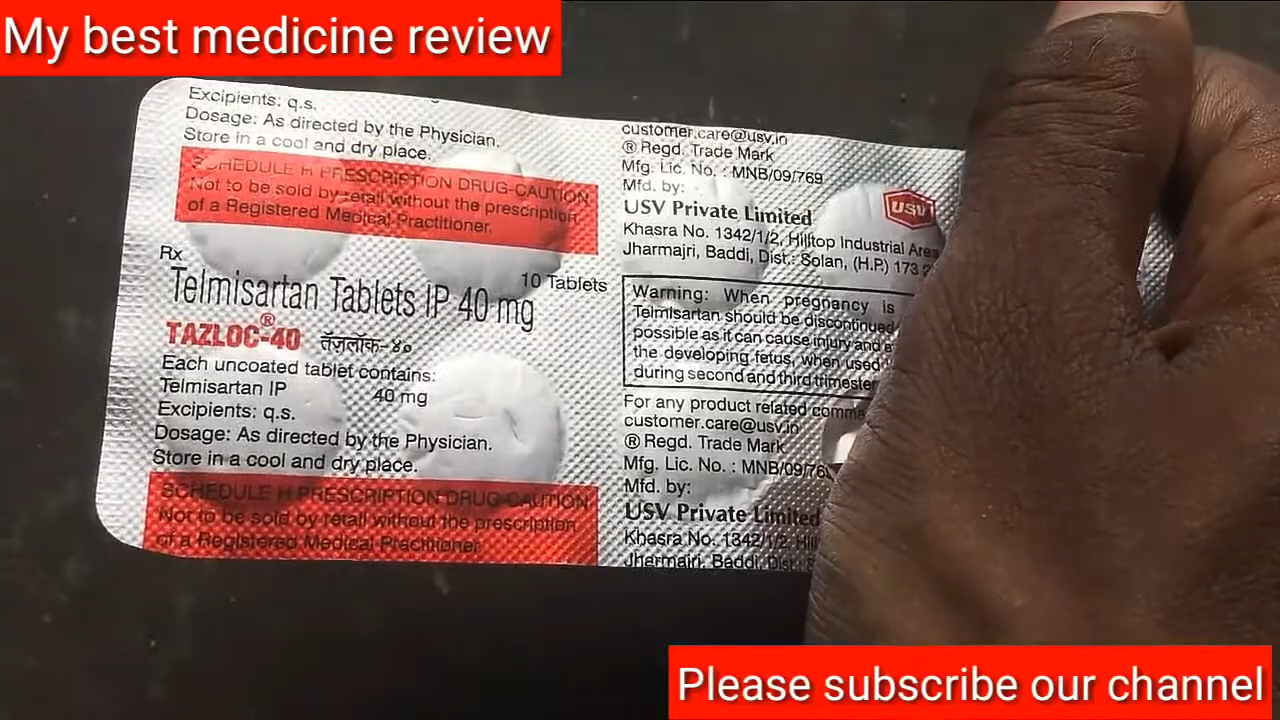 My best medicine review
Excipients: q.s.
Dosage: As directed by the Physician.
Store in a cool and dry place.
SCHEDULE H PRESCRIPTION DRUG-CAUTION
Not to be sold by retail without the prescription
of a Registered Medical Practitioner.
Rx
10 Tablets
Telmisartan Tablets IP 40 mg
TAZLOC®-40 तॅज़लॉक-४०
Each uncoated tablet contains:
Telmisartan IP 40 mg
Excipients: q.s.
Dosage: As directed by the Physician.
Store in a cool and dry place.
SCHEDULE H PRESCRIPTION DRUG-CAUTION
Not to be sold by retail without the prescription
of a Registered Medical Practitioner
customer.care@usv.in
® Regd. Trade Mark
Mfg. Lic. No. : MNB/09/769
Mfd. by:
USV Private Limited
USV
Khasra No. 1342/1/2, Hilltop Industrial Area
Jharmajri, Baddi, Dist.: Solan, (H.P.) 173
Warning: When pregnancy is
Telmisartan should be discontinued
possible as it can cause injury and
the developing fetus, when used
during second and third trimester
For any product related
customer.care@usv.in
® Regd. Trade Mark
Mfg. Lic. No. : MNB/09/76
Mfd. by:
USV Private Limited
Khasra No. 1342/1/2,
Jharmajri, Baddi, Dist.:
Please subscribe our channel